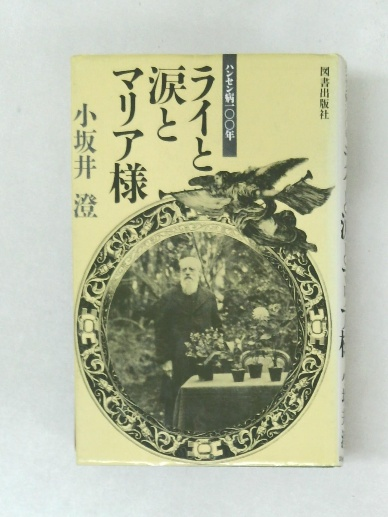 図書出版社
ハンセン病一〇〇年
ライと
涙と
マリア様
小坂井 澄